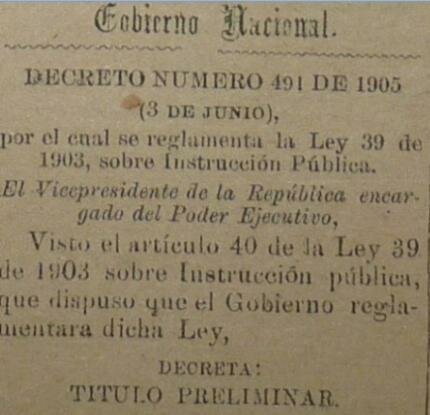 Gobierno Nacional.
DECRETO NUMERO 491 DE 1905
(3 DE JUNIO),
por el cual se reglamenta la Ley 39 de
1903, sobre Instrucción Pública.
El Vicepresidente de la República encar-
gado del Poder Ejecutivo,
Visto el artículo 40 de la Ley 39
de 1903 sobre Instrucción pública,
que dispuso que el Gobierno regla-
mentara dicha Ley,
DECRETA:
TITULO PRELIMINAR.